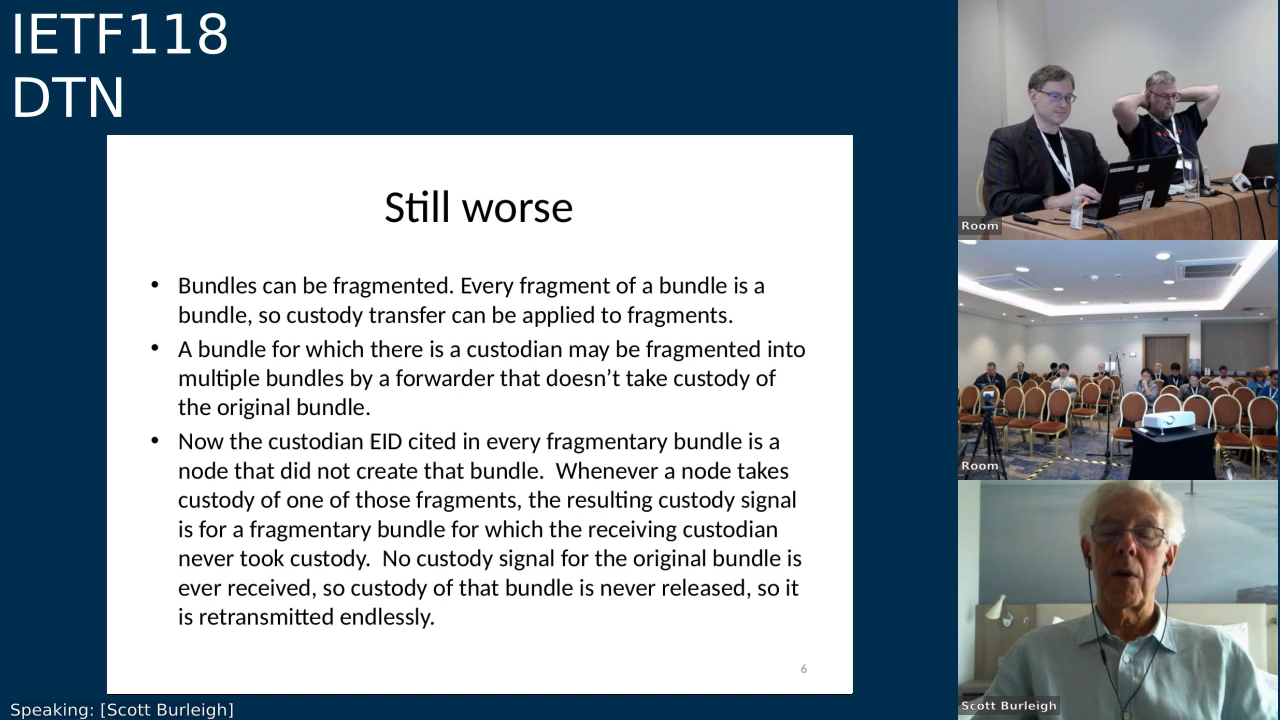 IETF118
DTN
Still worse
• Bundles can be fragmented. Every fragment of a bundle is a
bundle, so custody transfer can be applied to fragments.
• A bundle for which there is a custodian may be fragmented into
multiple bundles by a forwarder that doesn’t take custody of
the original bundle.
• Now the custodian EID cited in every fragmentary bundle is a
node that did not create that bundle.  Whenever a node takes
custody of one of those fragments, the resulting custody signal
is for a fragmentary bundle for which the receiving custodian
never took custody.  No custody signal for the original bundle is
ever received, so custody of that bundle is never released, so it
is retransmitted endlessly.
6
Room
Room
Scott Burleigh
Speaking: [Scott Burleigh]